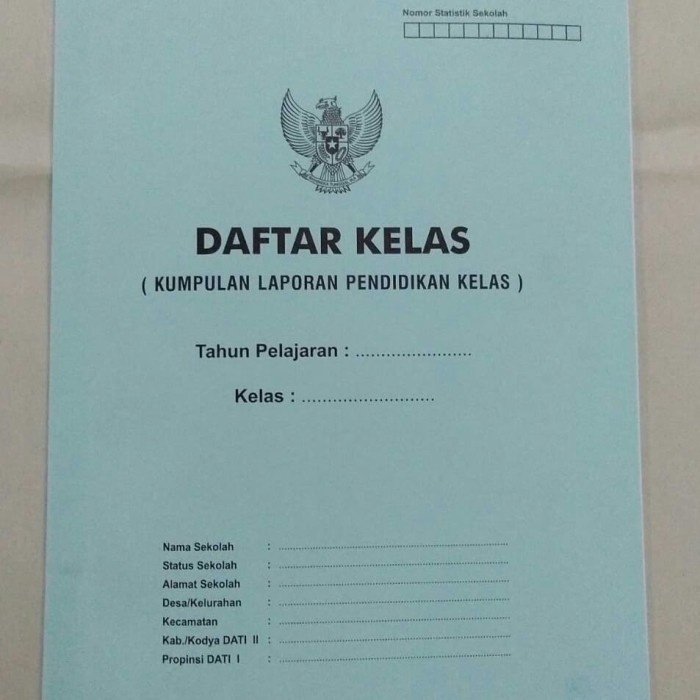 Nomor Statistik Sekolah
DAFTAR KELAS
( KUMPULAN LAPORAN PENDIDIKAN KELAS )
Tahun Pelajaran : .......................
Kelas : ..........................
Nama Sekolah : ..........................................................
Status Sekolah : ..........................................................
Alamat Sekolah : ..........................................................
Desa/Kelurahan : ..........................................................
Kecamatan : ..........................................................
Kab./Kodya DATI II : ..........................................................
Propinsi DATI I : ..........................................................